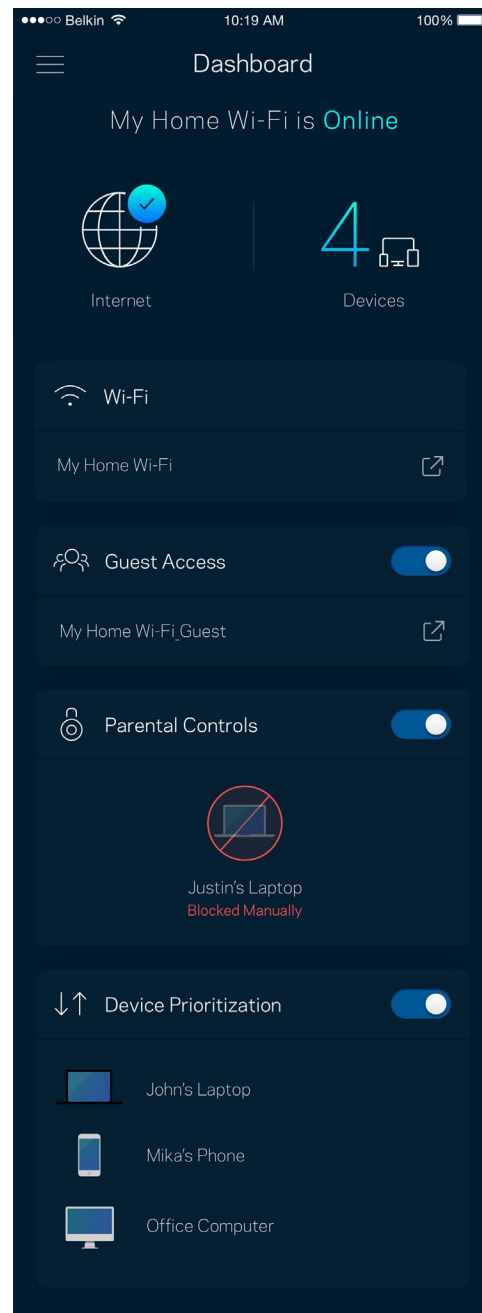 Belkin 10:19 AM 100%
Dashboard
My Home Wi-Fi is Online
4
Internet Devices
Wi-Fi
My Home Wi-Fi
Guest Access
My Home Wi-Fi_Guest
Parental Controls
Justin's Laptop
Blocked Manually
Device Prioritization
John's Laptop
Mika's Phone
Office Computer